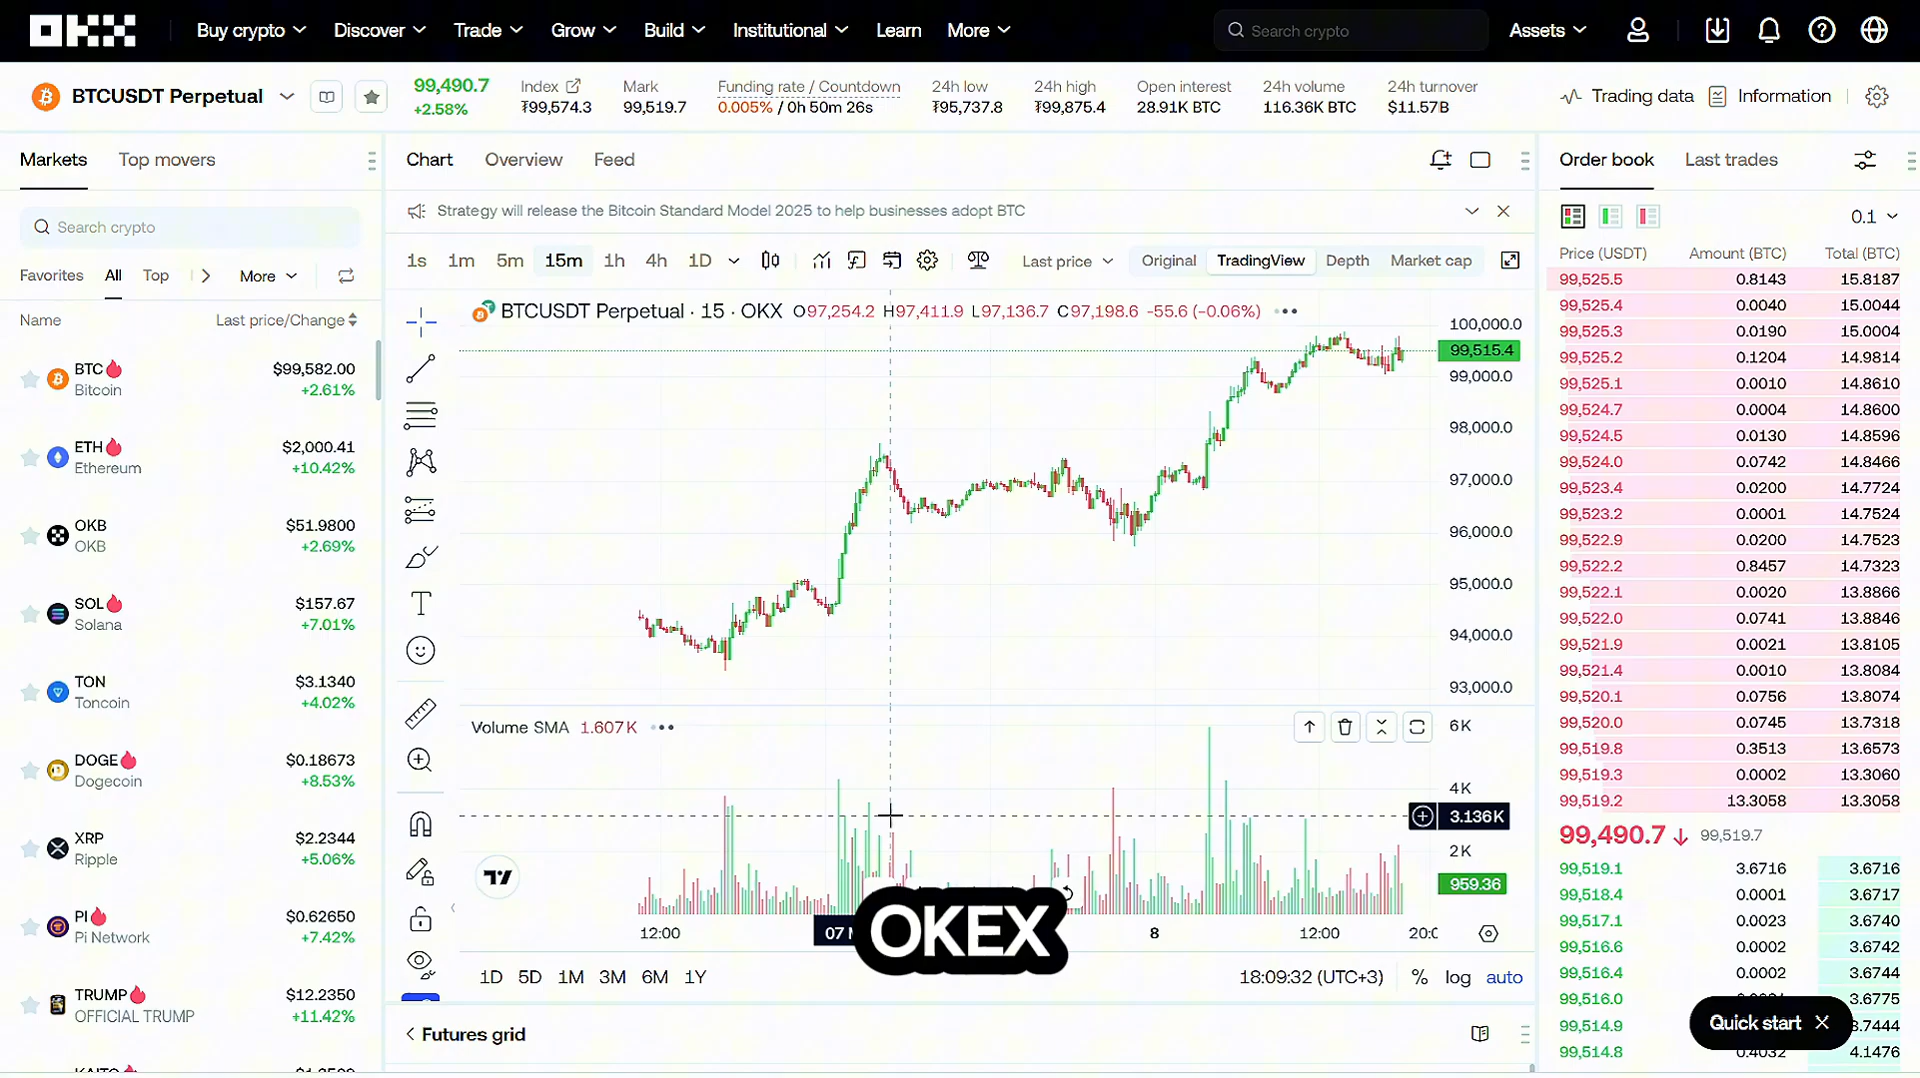 OKX
Buy crypto Discover Trade Grow Build Institutional Learn More Search crypto Assets
BTCUSDT Perpetual
99,490.7
+2.58%
Index
₮99,574.3
Mark
99,519.7
Funding rate / Countdown
0.005% / 0h 50m 26s
24h low
₮95,737.8
24h high
₮99,875.4
Open interest
28.91K BTC
24h volume
116.36K BTC
24h turnover
$11.57B
Trading data Information
Markets Top movers
Search crypto
Favorites All Top More
Name Last price/Change
BTC $99,582.00
Bitcoin +2.61%
ETH $2,000.41
Ethereum +10.42%
OKB $51.9800
OKB +2.69%
SOL $157.67
Solana +7.01%
TON $3.1340
Toncoin +4.02%
DOGE $0.18673
Dogecoin +8.53%
XRP $2.2344
Ripple +5.06%
PI $0.62650
Pi Network +7.42%
TRUMP $12.2350
OFFICIAL TRUMP +11.42%
Chart Overview Feed
Strategy will release the Bitcoin Standard Model 2025 to help businesses adopt BTC
1s 1m 5m 15m 1h 4h 1D Last price Original TradingView Depth Market cap
BTCUSDT Perpetual · 15 · OKX O97,254.2 H97,411.9 L97,136.7 C97,198.6 -55.6 (-0.06%)
100,000.0
99,515.4
99,000.0
98,000.0
97,000.0
96,000.0
95,000.0
94,000.0
93,000.0
Volume SMA 1.607K
6K
4K
3.136K
2K
959.36
12:00 07 8 12:00
OKEX
1D 5D 1M 3M 6M 1Y 18:09:32 (UTC+3) % log auto
Futures grid
Order book Last trades
0.1
Price (USDT) Amount (BTC) Total (BTC)
99,525.5 0.8143 15.8187
99,525.4 0.0040 15.0044
99,525.3 0.0190 15.0004
99,525.2 0.1204 14.9814
99,525.1 0.0010 14.8610
99,524.7 0.0004 14.8600
99,524.5 0.0130 14.8596
99,524.0 0.0742 14.8466
99,523.4 0.0200 14.7724
99,523.2 0.0001 14.7524
99,522.9 0.0200 14.7523
99,522.2 0.8457 14.7323
99,522.1 0.0020 13.8866
99,522.0 0.0741 13.8846
99,521.9 0.0021 13.8105
99,521.4 0.0010 13.8084
99,520.1 0.0756 13.8074
99,520.0 0.0745 13.7318
99,519.8 0.3513 13.6573
99,519.3 0.0002 13.3060
99,519.2 13.3058 13.3058
99,490.7 99,519.7
99,519.1 3.6716 3.6716
99,518.4 0.0001 3.6717
99,517.1 0.0023 3.6740
99,516.6 0.0002 3.6742
99,516.4 0.0002 3.6744
99,516.0 3.6775
99,514.9
99,514.8 0.4032 4.1476
Quick start